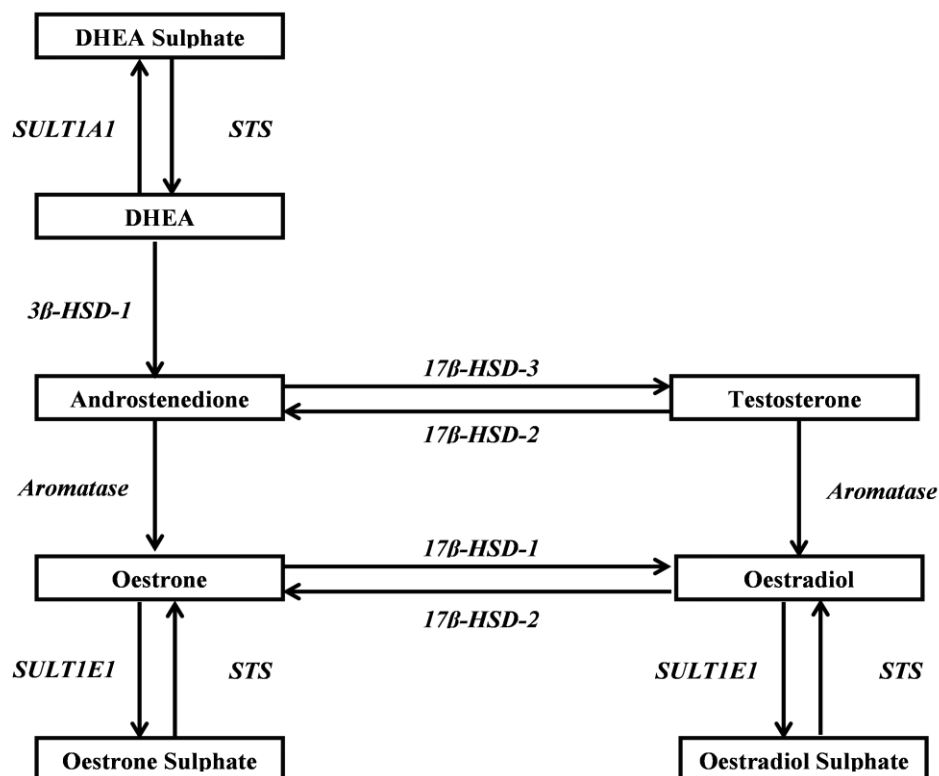 DHEA Sulphate
SULT1A1
STS
DHEA
3ß-HSD-1
17ß-HSD-3
Androstenedione
Testosterone
17ß-HSD-2
Aromatase
Aromatase
17ß-HSD-1
Oestrone
Oestradiol
17ß-HSD-2
SULT1E1
STS
SULT1E1
STS
Oestrone Sulphate
Oestradiol Sulphate